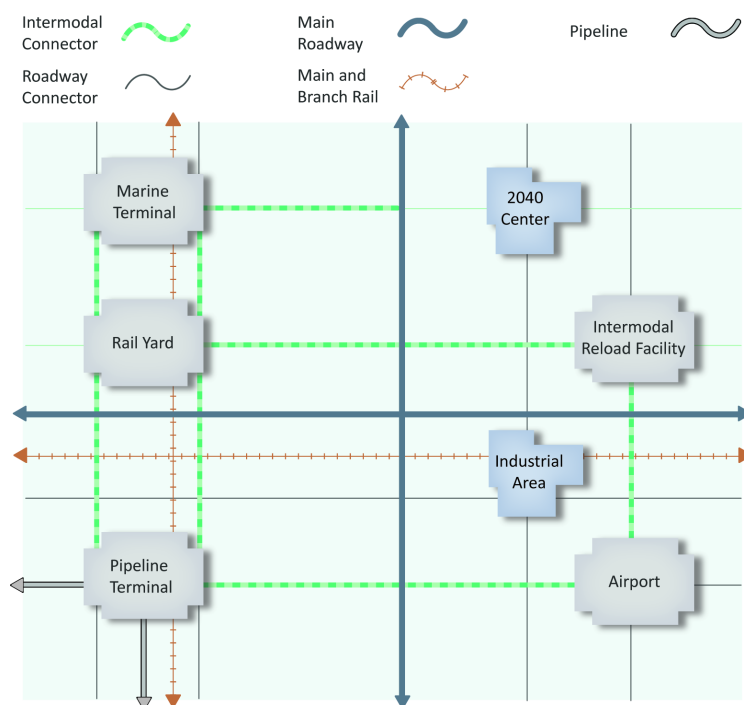 Intermodal
Connector
Main
Roadway
Pipeline
Roadway
Connector
Main and
Branch Rail
Marine
Terminal
2040
Center
Rail Yard
Intermodal
Reload Facility
Industrial
Area
Pipeline
Terminal
Airport